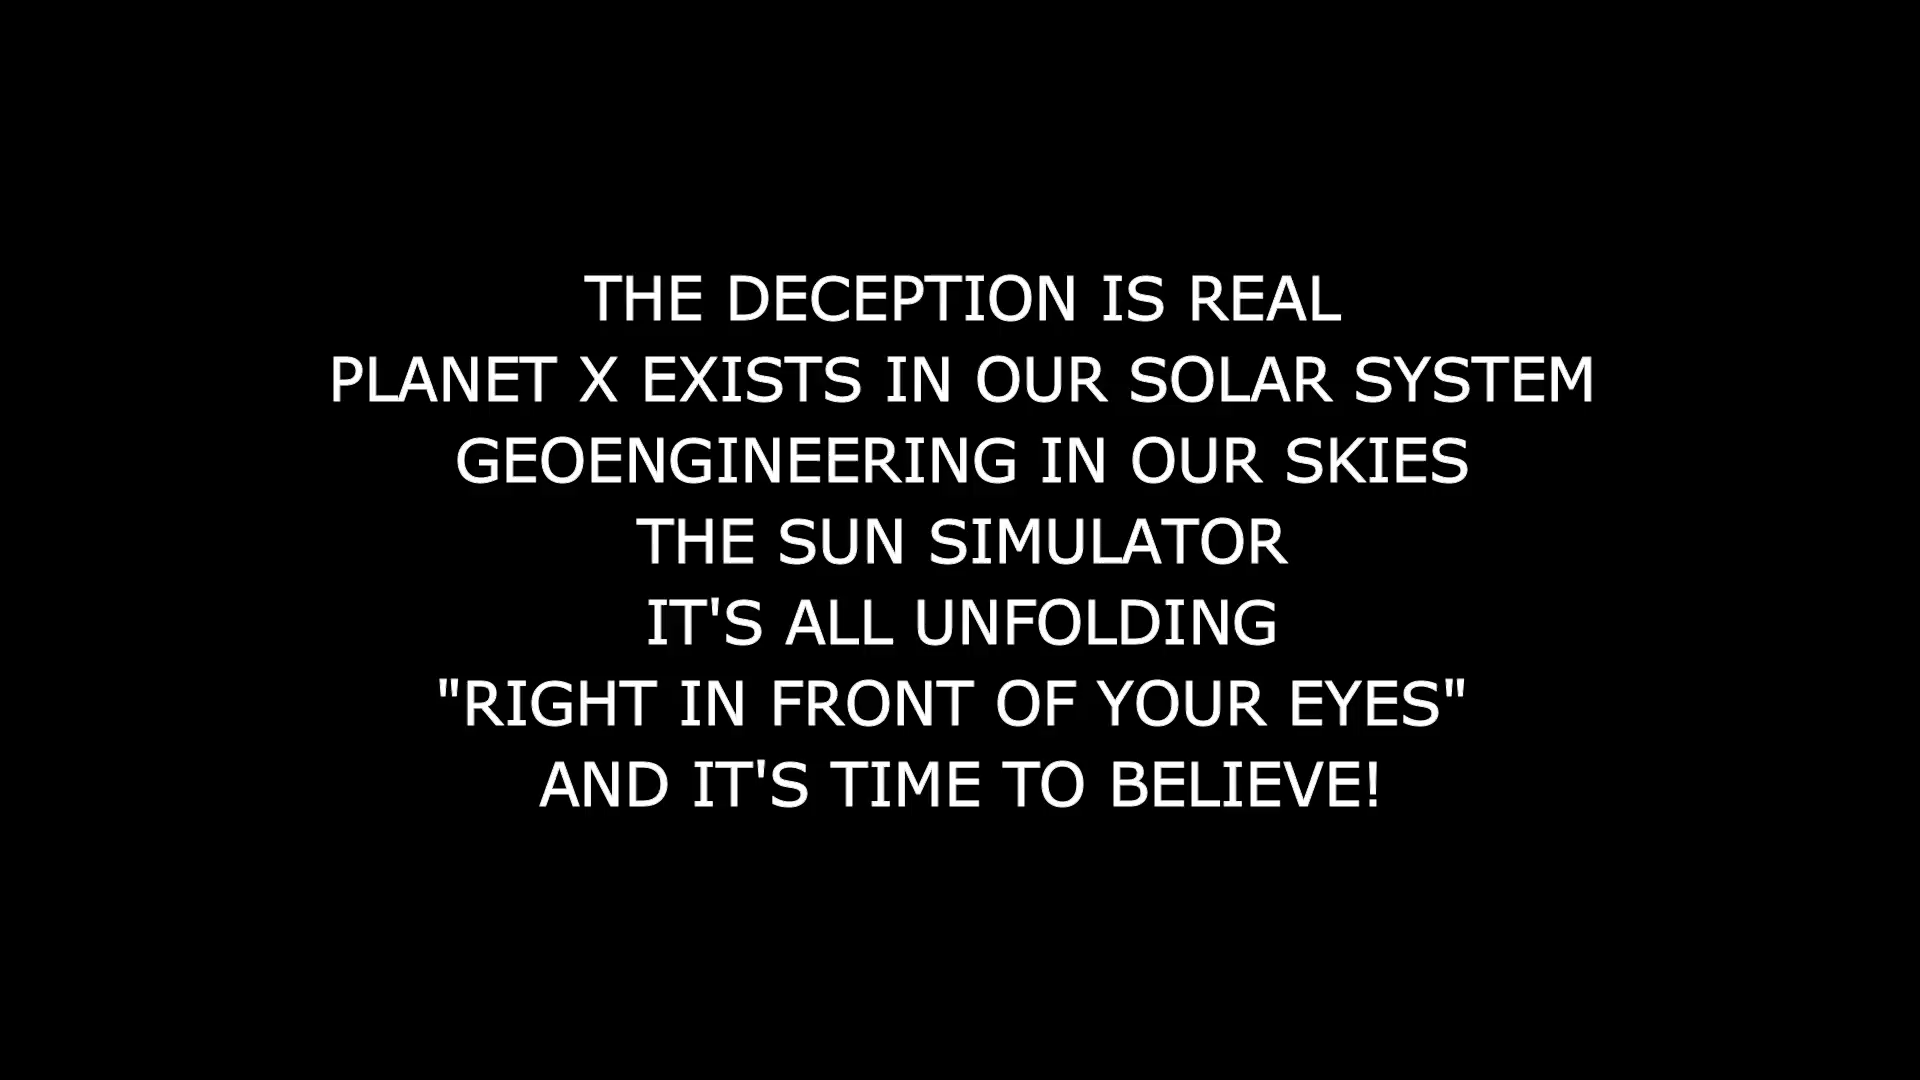 THE DECEPTION IS REAL
PLANET X EXISTS IN OUR SOLAR SYSTEM
GEOENGINEERING IN OUR SKIES
THE SUN SIMULATOR
IT'S ALL UNFOLDING
"RIGHT IN FRONT OF YOUR EYES"
AND IT'S TIME TO BELIEVE!